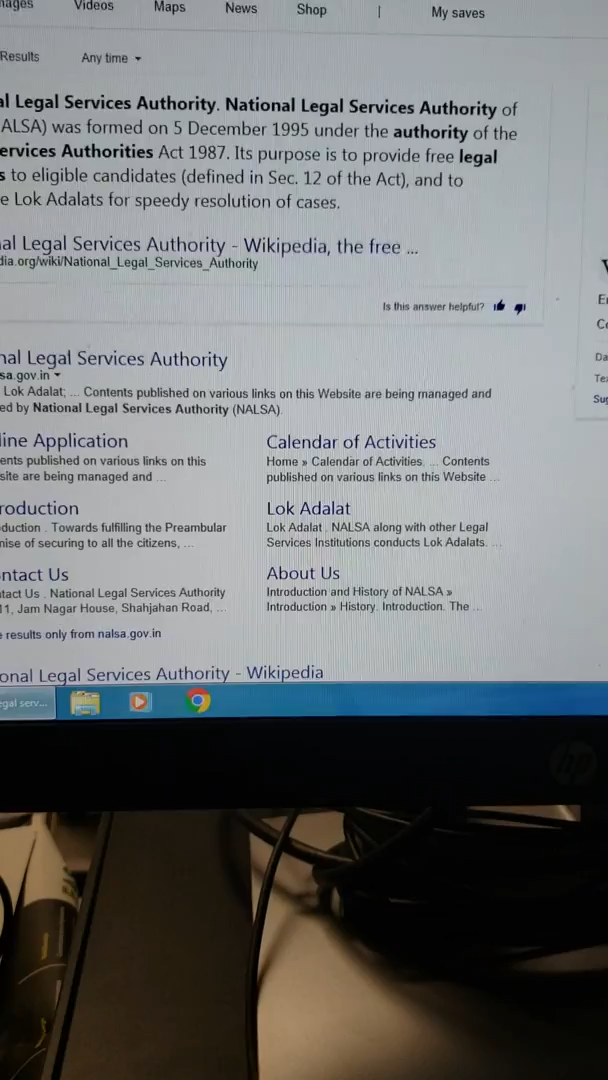 Videos Maps News Shop | My saves
Results Any time
Legal Services Authority. National Legal Services Authority of
ALSA) was formed on 5 December 1995 under the authority of the
ervices Authorities Act 1987. Its purpose is to provide free legal
s to eligible candidates (defined in Sec. 12 of the Act), and to
e Lok Adalats for speedy resolution of cases.
al Legal Services Authority - Wikipedia, the free ...
dia.org/wiki/National_Legal_Services_Authority
Is this answer helpful?
nal Legal Services Authority
sa.gov.in
Lok Adalat; ... Contents published on various links on this Website are being managed and
ed by National Legal Services Authority (NALSA).
line Application
ents published on various links on this
site are being managed and ...
Calendar of Activities
Home » Calendar of Activities. ... Contents
published on various links on this Website ...
roduction
duction . Towards fulfilling the Preambular
mise of securing to all the citizens, ...
Lok Adalat
Lok Adalat . NALSA along with other Legal
Services Institutions conducts Lok Adalats. ...
ntact Us
tact Us . National Legal Services Authority
11, Jam Nagar House, Shahjahan Road, ...
About Us
Introduction and History of NALSA »
Introduction » History. Introduction. The ...
e results only from nalsa.gov.in
onal Legal Services Authority - Wikipedia
egal serv...
hp